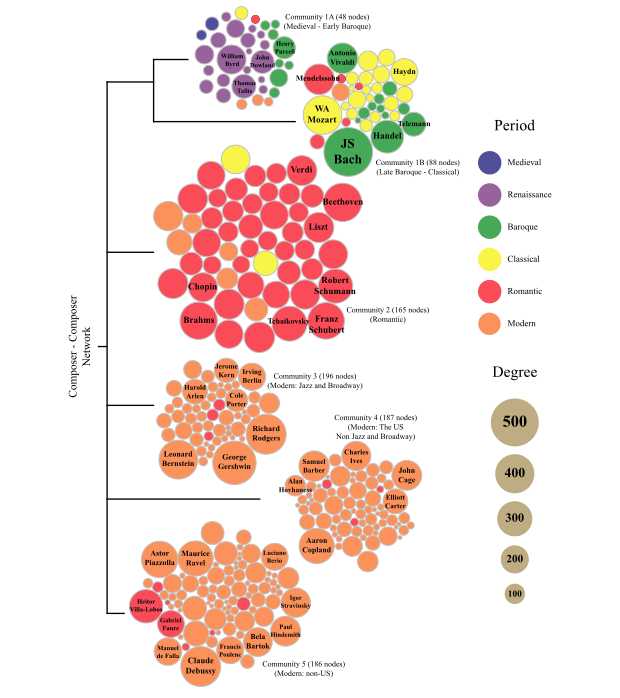 Community 1A (48 nodes)
(Medieval - Early Baroque)
Henry
Purcell
William
Byrd
John
Dowland
Thomas
Tallis
Antonio
Vivaldi
Mendelssohn
Haydn
WA
Mozart
Telemann
Handel
JS
Bach
Community 1B (88 nodes)
(Late Baroque - Classical)
Period
Medieval
Renaissance
Baroque
Classical
Romantic
Modern
Verdi
Beethoven
Liszt
Chopin
Robert
Schumann
Brahms
Tchaikovsky
Franz
Schubert
Community 2 (165 nodes)
(Romantic)
Composer - Composer
Network
Jerome
Kern
Irving
Berlin
Harold
Arlen
Cole
Porter
Richard
Rodgers
Leonard
Bernstein
George
Gershwin
Community 3 (196 nodes)
(Modern: Jazz and Broadway)
Degree
500
400
300
200
100
Community 4 (187 nodes)
(Modern: The US
Non Jazz and Broadway)
Samuel
Barber
Charles
Ives
John
Cage
Alan
Hovhaness
Elliott
Carter
Aaron
Copland
Astor
Piazzolla
Maurice
Ravel
Luciano
Berio
Heitor
Villa-Lobos
Igor
Stravinsky
Gabriel
Faure
Paul
Hindemith
Bela
Bartok
Manuel
de Falla
Francis
Poulenc
Claude
Debussy
Community 5 (186 nodes)
(Modern: non-US)